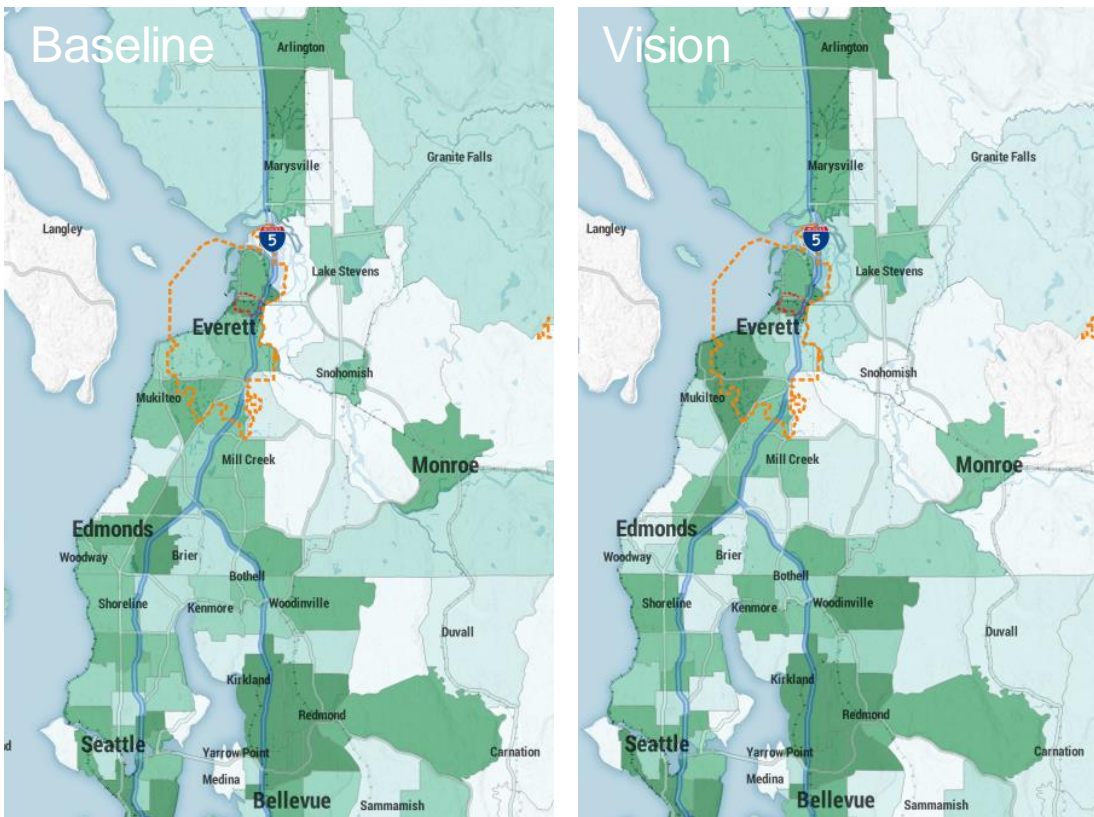 Baseline
Arlington
Marysville
Granite Falls
Langley
5
Lake Stevens
Everett
Snohomish
Mukilteo
Mill Creek
Monroe
Edmonds
Woodway
Brier
Bothell
Shoreline
Kenmore
Woodinville
Duvall
Kirkland
Redmond
Seattle
Yarrow Point
Carnation
Medina
Bellevue
Sammamish
Vision
Arlington
Marysville
Granite Falls
Langley
5
Lake Stevens
Everett
Snohomish
Mukilteo
Mill Creek
Monroe
Edmonds
Woodway
Brier
Bothell
Shoreline
Kenmore
Woodinville
Duvall
Kirkland
Redmond
Seattle
Yarrow Point
Carnation
Medina
Bellevue
Sammamish